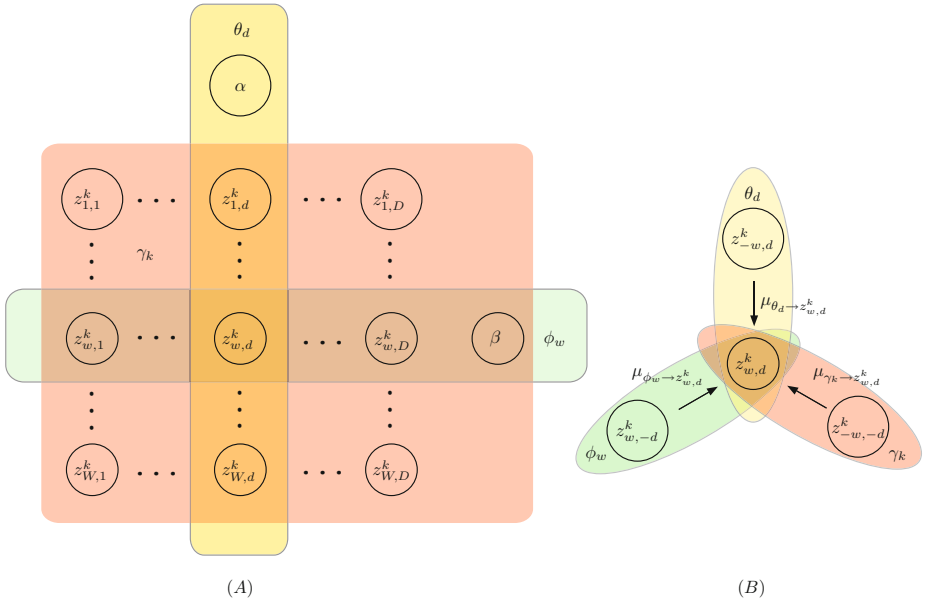 θ_d
α
z^k_{1,1} · · · z^k_{1,d} · · · z^k_{1,D}
γ_k
z^k_{w,1} · · · z^k_{w,d} · · · z^k_{w,D} β ϕ_w
z^k_{W,1} · · · z^k_{W,d} · · · z^k_{W,D}
(A)
θ_d
z^k_{-w,d}
μ_{θ_d→z^k_{w,d}}
z^k_{w,d}
μ_{ϕ_w→z^k_{w,d}} μ_{γ_k→z^k_{w,d}}
z^k_{w,-d} z^k_{-w,-d}
ϕ_w γ_k
(B)